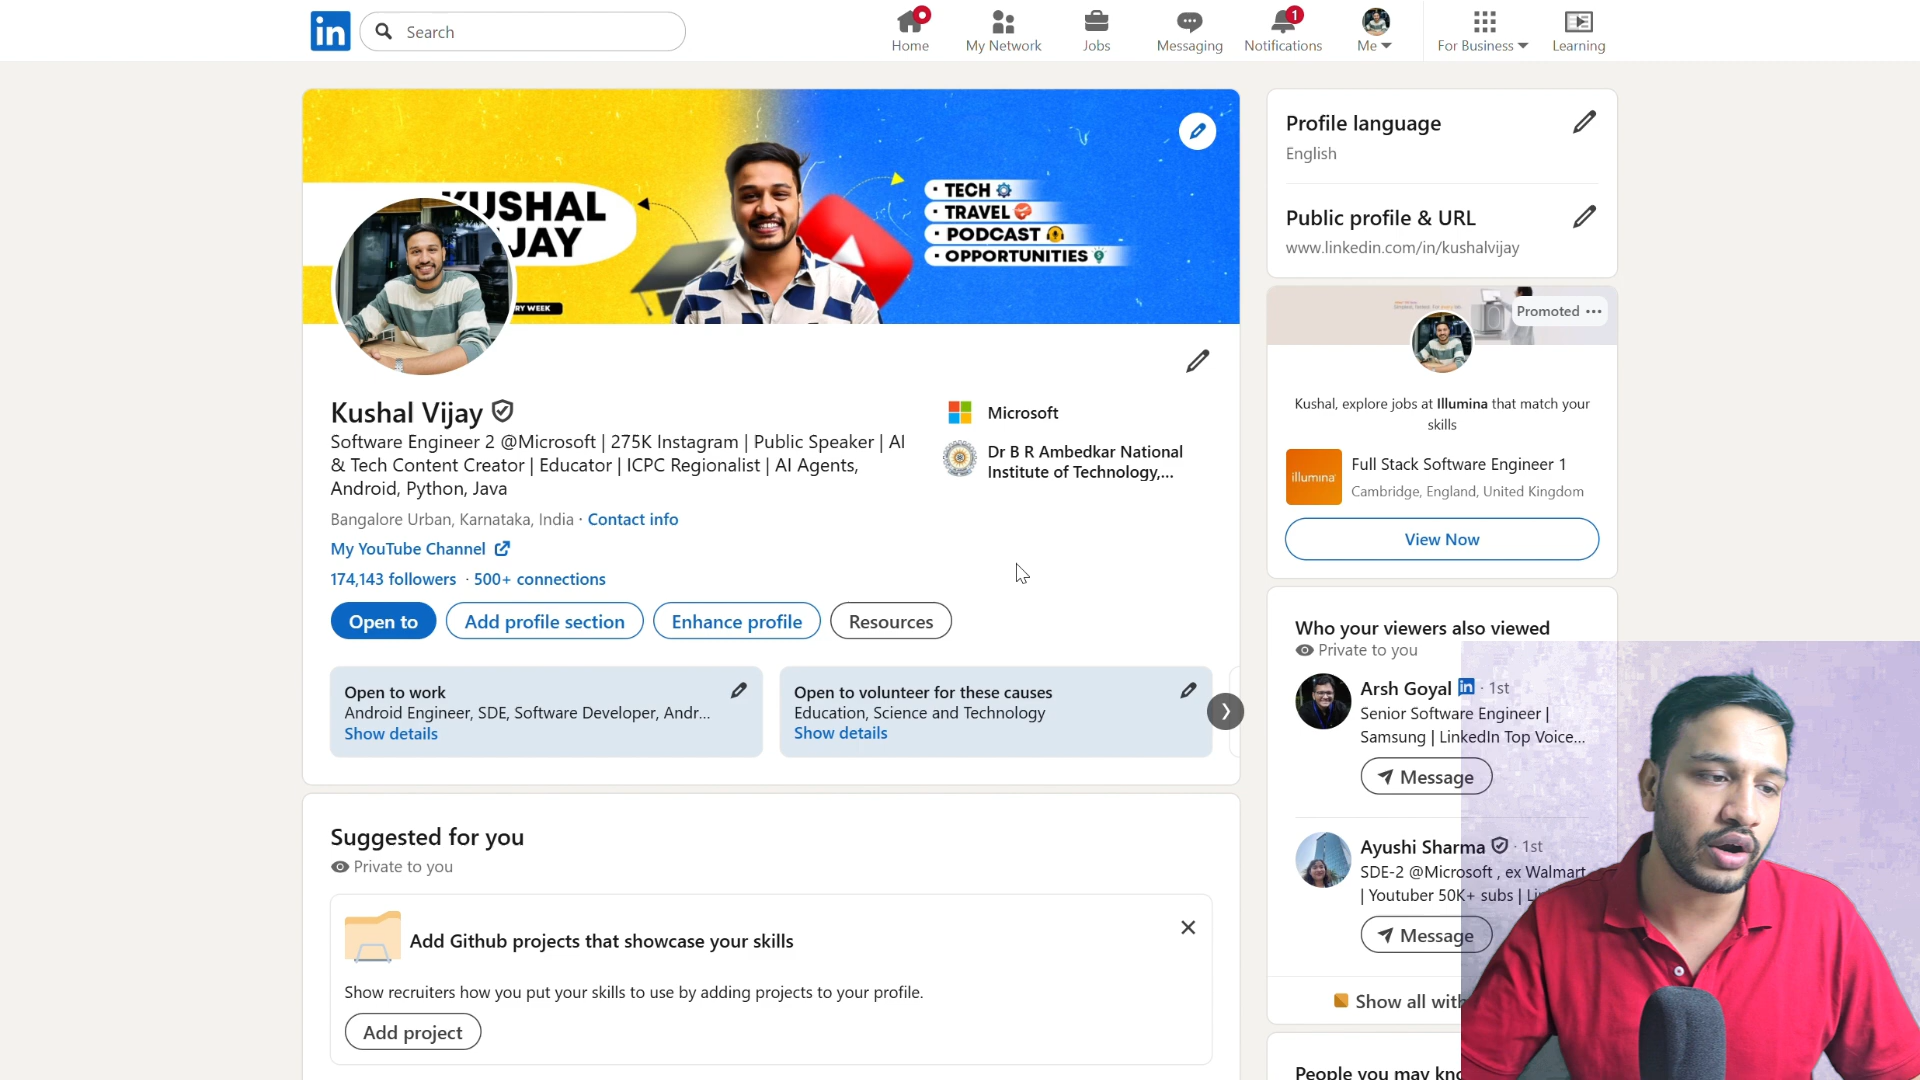 in
Search
Home
My Network
Jobs
Messaging
1
Notifications
Me
For Business
Learning
KUSHAL
TECH
TRAVEL
PODCAST
OPPORTUNITIES
WEEK
Kushal Vijay
Software Engineer 2 @Microsoft | 275K Instagram | Public Speaker | AI
& Tech Content Creator | Educator | ICPC Regionalist | AI Agents,
Android, Python, Java
Bangalore Urban, Karnataka, India · Contact info
My YouTube Channel
174,143 followers · 500+ connections
Microsoft
Dr B R Ambedkar National
Institute of Technology,...
Open to
Add profile section
Enhance profile
Resources
Open to work
Android Engineer, SDE, Software Developer, Andr...
Show details
Open to volunteer for these causes
Education, Science and Technology
Show details
Suggested for you
Private to you
Add Github projects that showcase your skills
Show recruiters how you put your skills to use by adding projects to your profile.
Add project
Profile language
English
Public profile & URL
www.linkedin.com/in/kushalvijay
Promoted
Kushal, explore jobs at Illumina that match your
skills
illumina
Full Stack Software Engineer 1
Cambridge, England, United Kingdom
View Now
Who your viewers also viewed
Private to you
Arsh Goyal in · 1st
Senior Software Engineer |
Samsung | LinkedIn Top Voice...
Message
Ayushi Sharma · 1st
SDE-2 @Microsoft , ex Walmart
| Youtuber 50K+ subs |
Message
Show all with
People you may